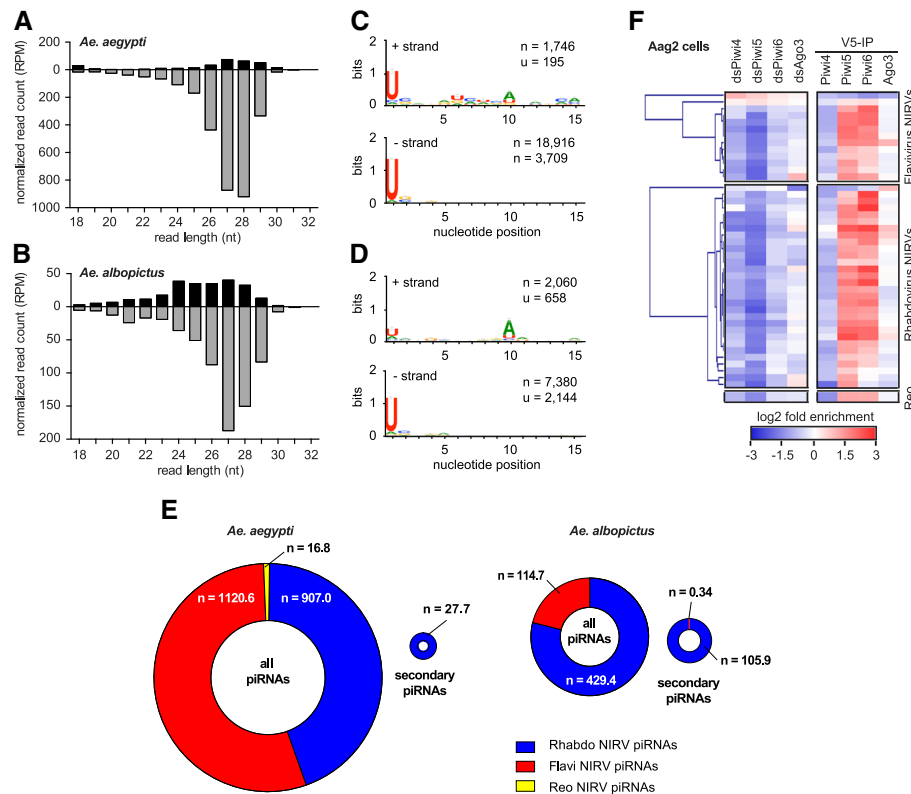 A
Ae. aegypti
normalized read count (RPM)
200
0
200
400
600
800
1000
18 20 22 24 26 28 30 32
read length (nt)
B
Ae. albopictus
normalized read count (RPM)
50
0
50
100
150
200
18 20 22 24 26 28 30 32
read length (nt)
C
bits
2
1
0
+ strand
n = 1,746
u = 195
U
A
5 10 15
bits
2
1
0
- strand
n = 18,916
n = 3,709
U
5 10 15
nucleotide position
D
bits
2
1
0
+ strand
n = 2,060
u = 658
U
A
5 10 15
bits
2
1
0
- strand
n = 7,380
u = 2,144
U
5 10 15
nucleotide position
F
Aag2 cells
dsPiwi4
dsPiwi5
dsPiwi6
dsAgo3
V5-IP
Piwi4
Piwi5
Piwi6
Ago3
Flavivirus NIRVs
Rhabdovirus NIRVs
Reo
log2 fold enrichment
-3 -1.5 0 1.5 3
E
Ae. aegypti
n = 16.8
n = 1120.6
n = 907.0
all
piRNAs
n = 27.7
secondary
piRNAs
Ae. albopictus
n = 114.7
all
piRNAs
n = 429.4
n = 0.34
n = 105.9
secondary
piRNAs
Rhabdo NIRV piRNAs
Flavi NIRV piRNAs
Reo NIRV piRNAs